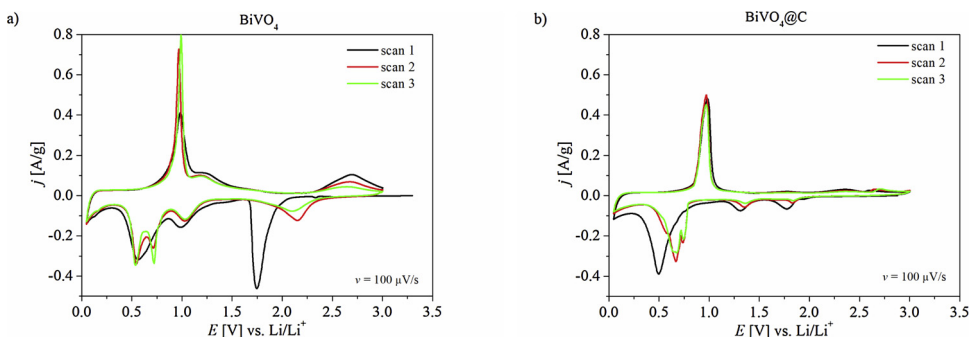 a)
BiVO4
0.8
0.6
0.4
0.2
0.0
-0.2
-0.4
j [A/g]
scan 1
scan 2
scan 3
v = 100 µV/s
0.0 0.5 1.0 1.5 2.0 2.5 3.0 3.5
E [V] vs. Li/Li+
b)
BiVO4@C
0.8
0.6
0.4
0.2
0.0
-0.2
-0.4
j [A/g]
scan 1
scan 2
scan 3
v = 100 µV/s
0.0 0.5 1.0 1.5 2.0 2.5 3.0 3.5
E [V] vs. Li/Li+